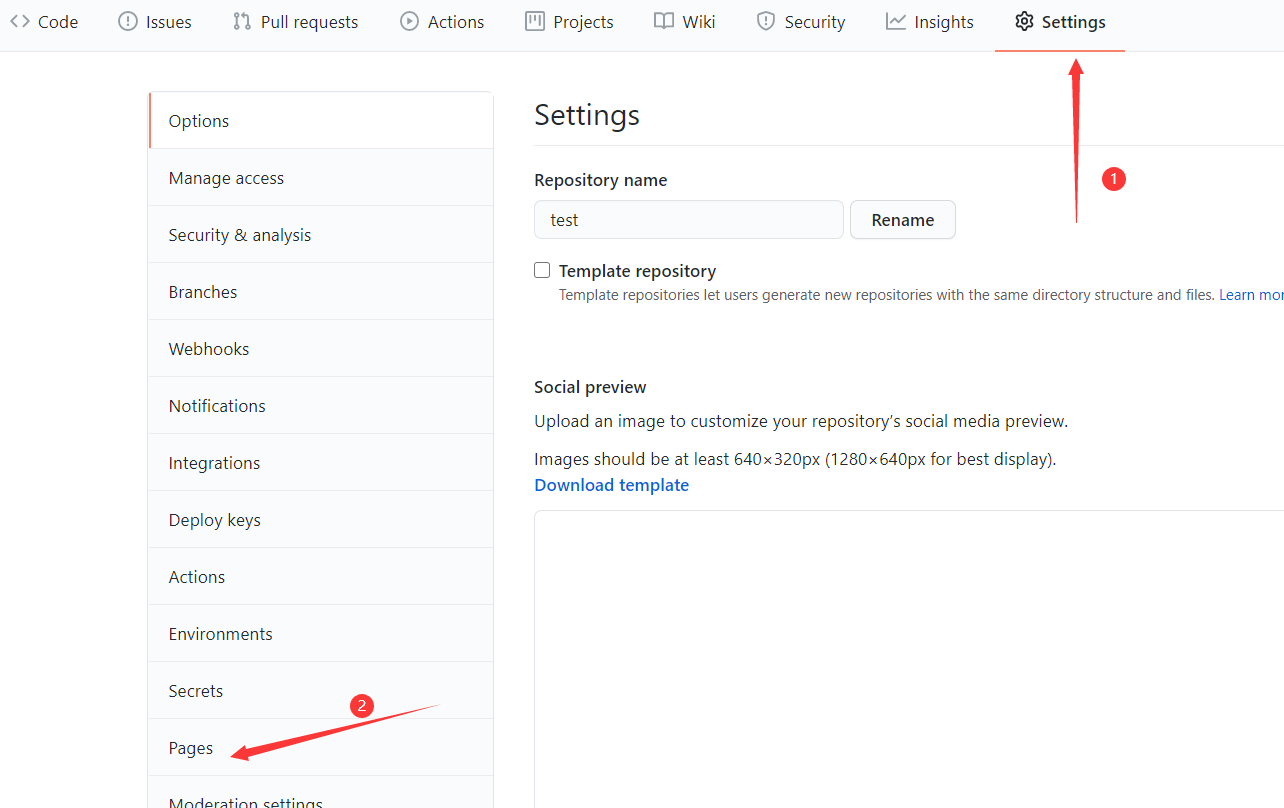 Code Issues Pull requests Actions Projects Wiki Security Insights Settings
1
Options
Manage access
Security & analysis
Branches
Webhooks
Notifications
Integrations
Deploy keys
Actions
Environments
Secrets
2
Pages
Moderation settings
Settings
Repository name
test Rename
Template repository
Template repositories let users generate new repositories with the same directory structure and files. Learn mor
Social preview
Upload an image to customize your repository’s social media preview.
Images should be at least 640×320px (1280×640px for best display).
Download template